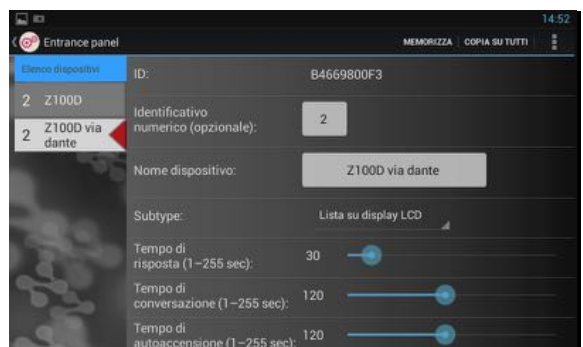 14:52
Entrance panel MEMORIZZA COPIA SU TUTTI
Elenco dispositivi
2 Z100D
2 Z100D via
dante
ID: B4669800F3
Identificativo
numerico (opzionale): 2
Nome dispositivo: Z100D via dante
Subtype: Lista su display LCD
Tempo di
risposta (1–255 sec): 30
Tempo di
conversazione (1–255 sec): 120
Tempo di
autoaccensione (1–255 sec): 120